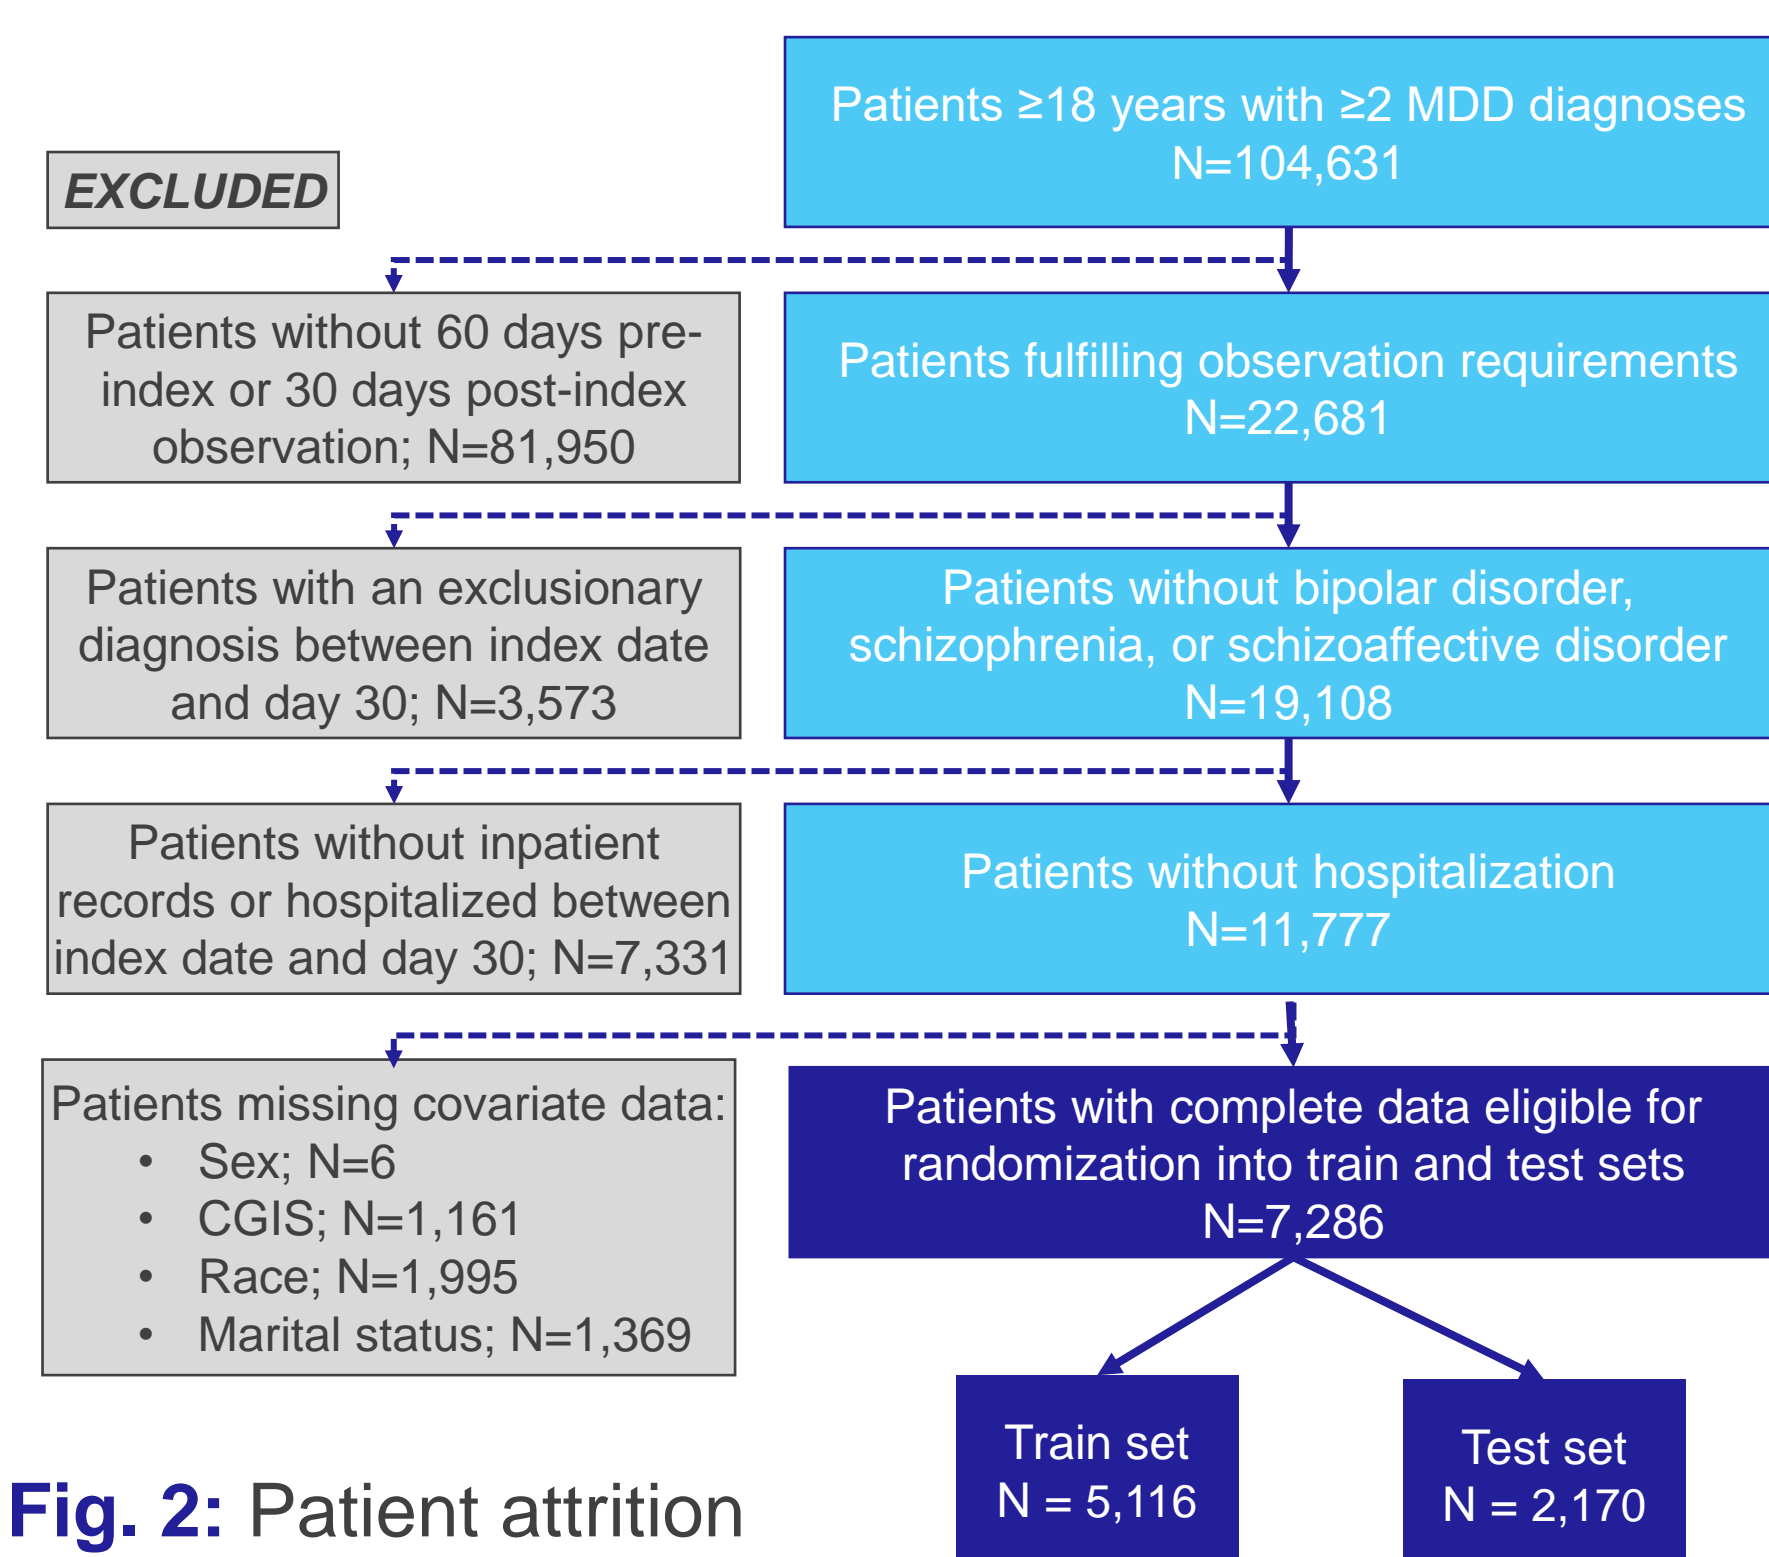 Patients ≥18 years with ≥2 MDD diagnoses
N=104,631
EXCLUDED
Patients without 60 days pre-
index or 30 days post-index
observation; N=81,950
Patients fulfilling observation requirements
N=22,681
Patients with an exclusionary
diagnosis between index date
and day 30; N=3,573
Patients without bipolar disorder,
schizophrenia, or schizoaffective disorder
N=19,108
Patients without inpatient
records or hospitalized between
index date and day 30; N=7,331
Patients without hospitalization
N=11,777
Patients missing covariate data:
• Sex; N=6
• CGIS; N=1,161
• Race; N=1,995
• Marital status; N=1,369
Patients with complete data eligible for
randomization into train and test sets
N=7,286
Train set
N = 5,116
Test set
N = 2,170
Fig. 2: Patient attrition